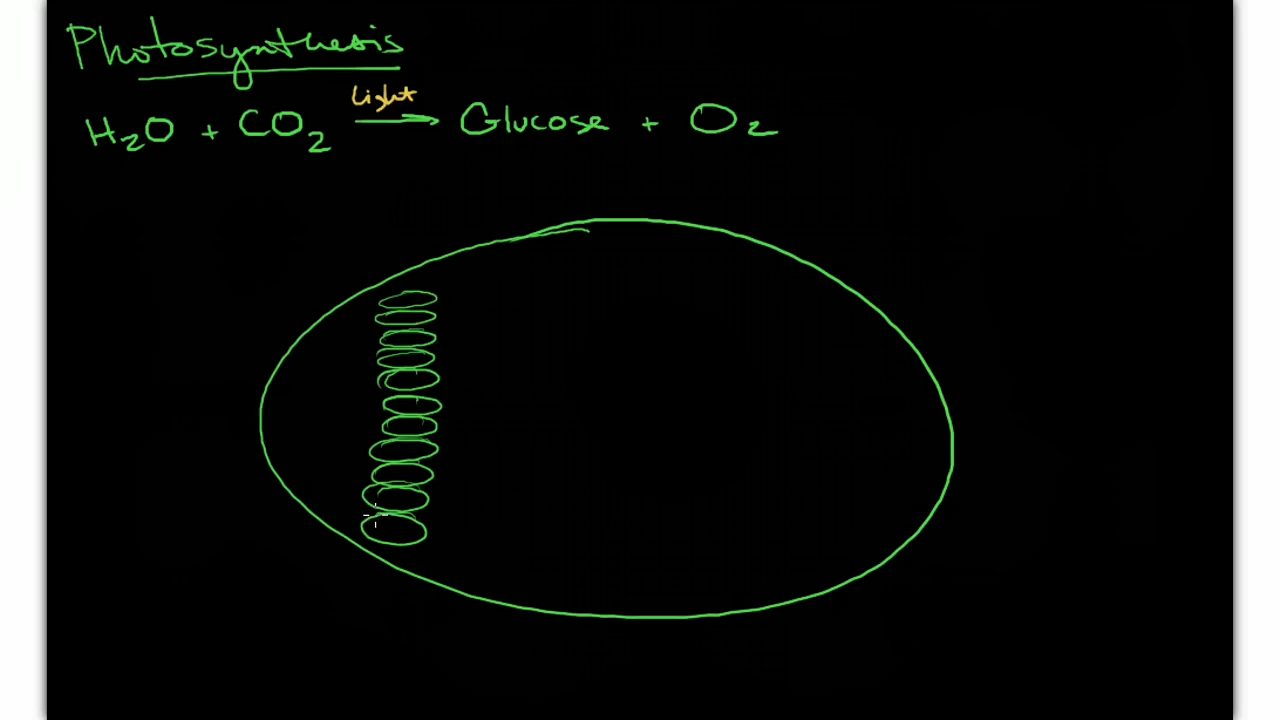 Photosynthesis
light
H₂O + CO₂ → Glucose + O₂